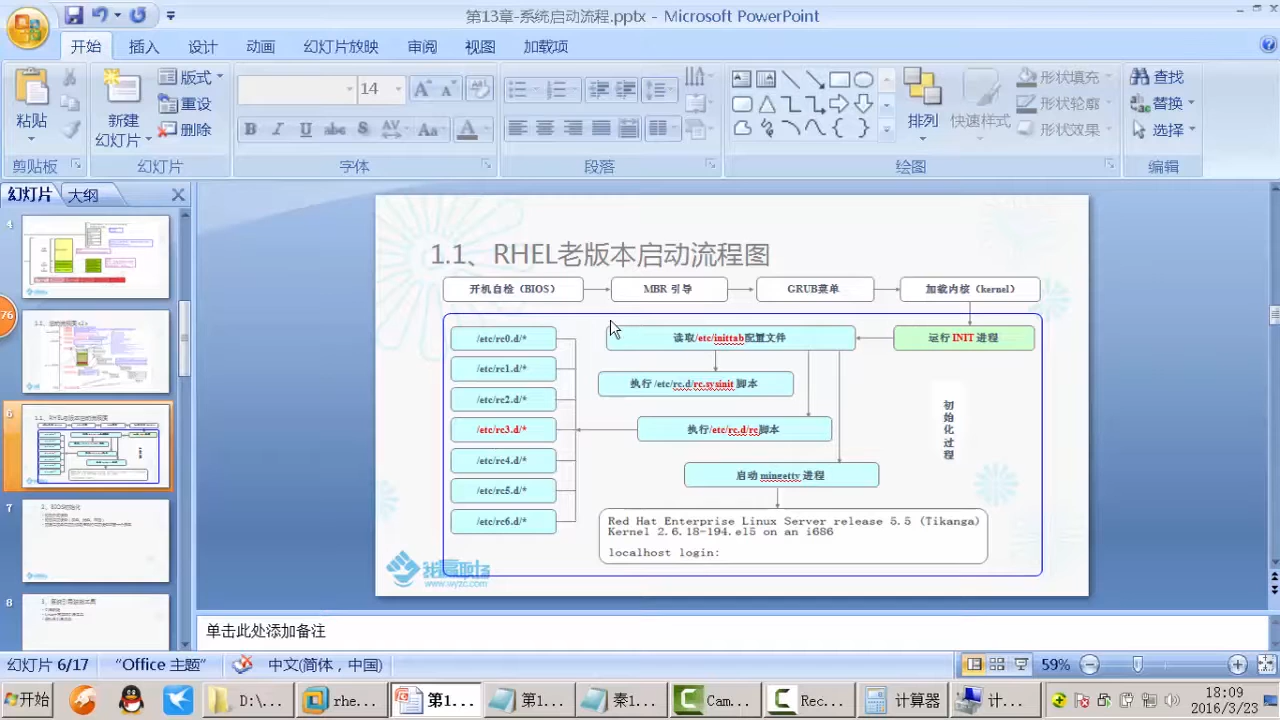 第13章-系统启动流程.pptx - Microsoft PowerPoint
开始 插入 设计 动画 幻灯片放映 审阅 视图 加载项
粘贴 新建 幻灯片 版式 重设 删除
14
排列 快速样式 形状填充 形状轮廓 形状效果
查找 替换 选择
剪贴板 幻灯片 字体 段落 绘图 编辑
幻灯片 大纲
4
6
7
8
76
1.1、RHEL老版本启动流程图
开机自检（BIOS） MBR 引导 GRUB菜单 加载内核（kernel）
/etc/rc0.d/* 读取/etc/inittab配置文件 运行 INIT 进程
/etc/rc1.d/*
执行 /etc/rc.d/rc.sysinit 脚本
/etc/rc2.d/*
/etc/rc3.d/* 执行/etc/rc.d/rc脚本
初始化过程
/etc/rc4.d/*
启动 mingetty 进程
/etc/rc5.d/*
/etc/rc6.d/*
Red Hat Enterprise Linux Server release 5.5 (Tikanga)
Kernel 2.6.18-194.el5 on an i686
localhost login:
www.wyzc.com
单击此处添加备注
幻灯片 6/17 “Office 主题” 中文(简体，中国) 59%
开始 D:\... rhe... 第1... 第1... 秦1... Cam... Rec... 计算器 计...
18:09
2016/3/23